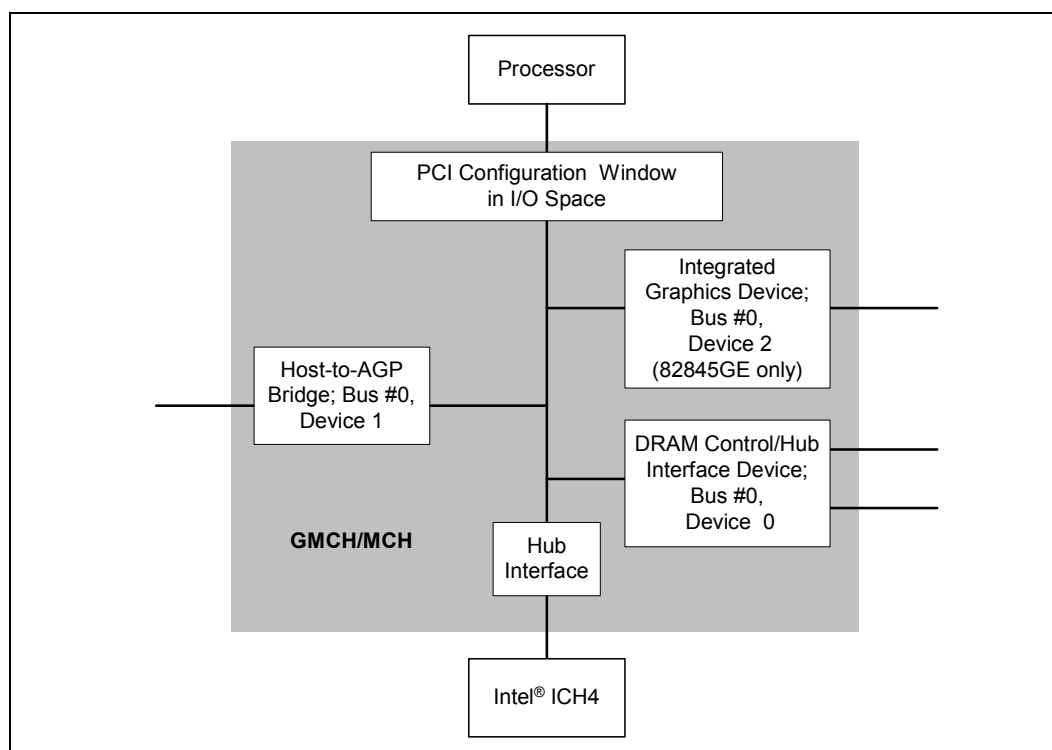 Processor
PCI Configuration Window
in I/O Space
Integrated
Graphics Device;
Bus #0,
Device 2
(82845GE only)
Host-to-AGP
Bridge; Bus #0,
Device 1
DRAM Control/Hub
Interface Device;
Bus #0,
Device 0
GMCH/MCH
Hub
Interface
Intel® ICH4